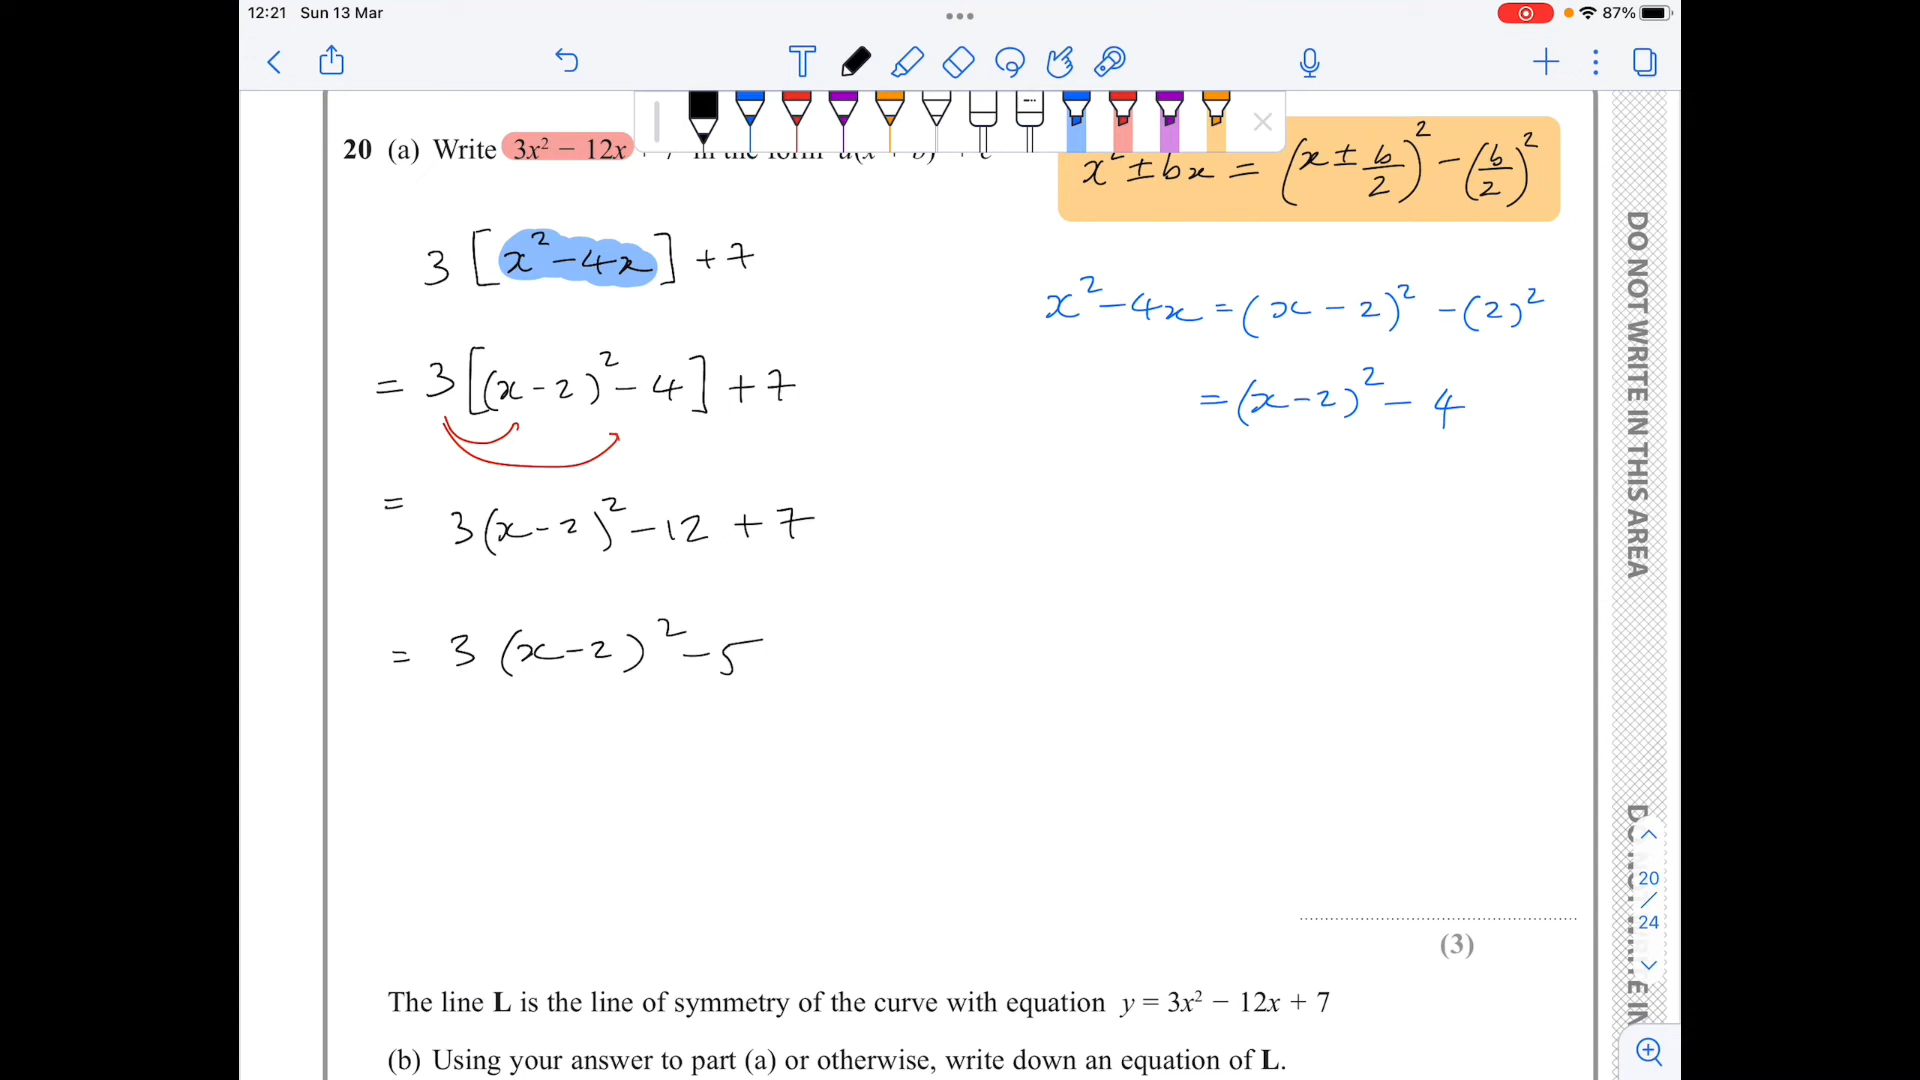 12:21 Sun 13 Mar
87%
20 (a) Write 3x² − 12x
x² ± bx = (x ± b/2)² − (b/2)²
3[x² − 4x] + 7
x² − 4x = (x − 2)² − (2)²
= 3[(x − 2)² − 4] + 7
= (x − 2)² − 4
= 3(x − 2)² − 12 + 7
= 3(x − 2)² − 5
(3)
The line L is the line of symmetry of the curve with equation y = 3x² − 12x + 7
(b) Using your answer to part (a) or otherwise, write down an equation of L.
DO NOT WRITE IN THIS AREA
20
/
24